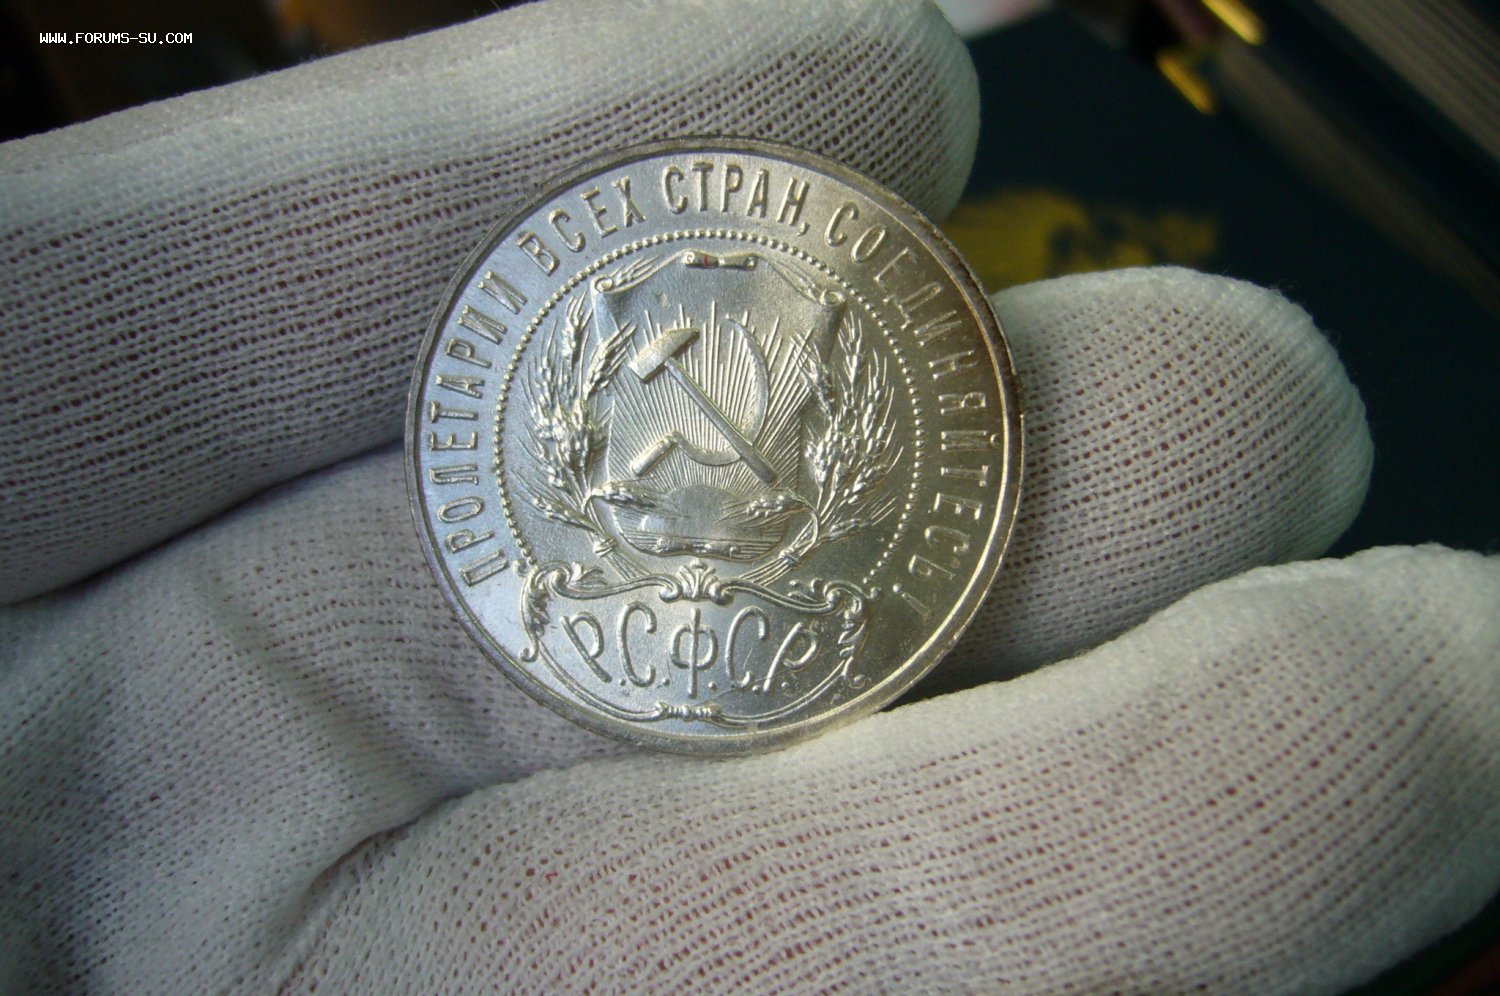 WWW.FORUMS-SU.COM
ПРОЛЕТАРИИ ВСЕХ СТРАН, СОЕДИНЯЙТЕСЬ!
Р.С.Ф.С.Р.